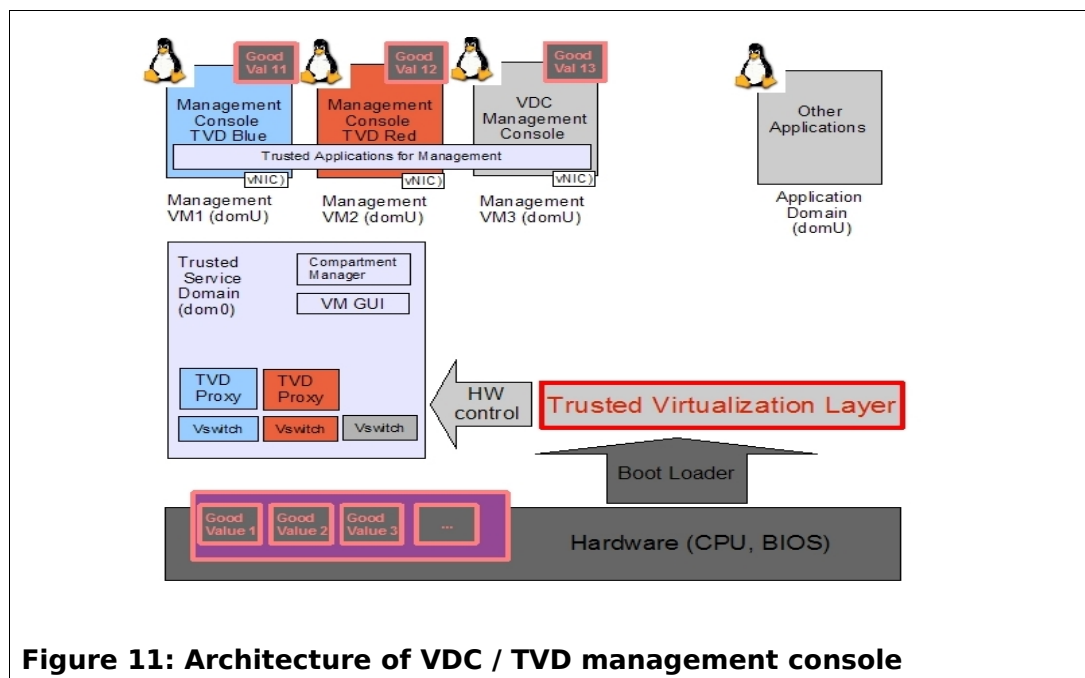 Good
Val 11
Good
Val 12
Good
Val 13
Management
Console
TVD Blue
Management
Console
TVD Red
VDC
Management
Console
Other
Applications
Trusted Applications for Management
vNIC)
vNIC)
vNIC)
Management
VM1 (domU)
Management
VM2 (domU)
Management
VM3 (domU)
Application
Domain
(domU)
Trusted
Service
Domain
(dom0)
Compartment
Manager
VM GUI
TVD
Proxy
TVD
Proxy
Vswitch
Vswitch
Vswitch
HW
control
Trusted Virtualization Layer
Boot Loader
Good
Value 1
Good
Value 2
Good
Value 3
...
Hardware (CPU, BIOS)
Figure 11: Architecture of VDC / TVD management console